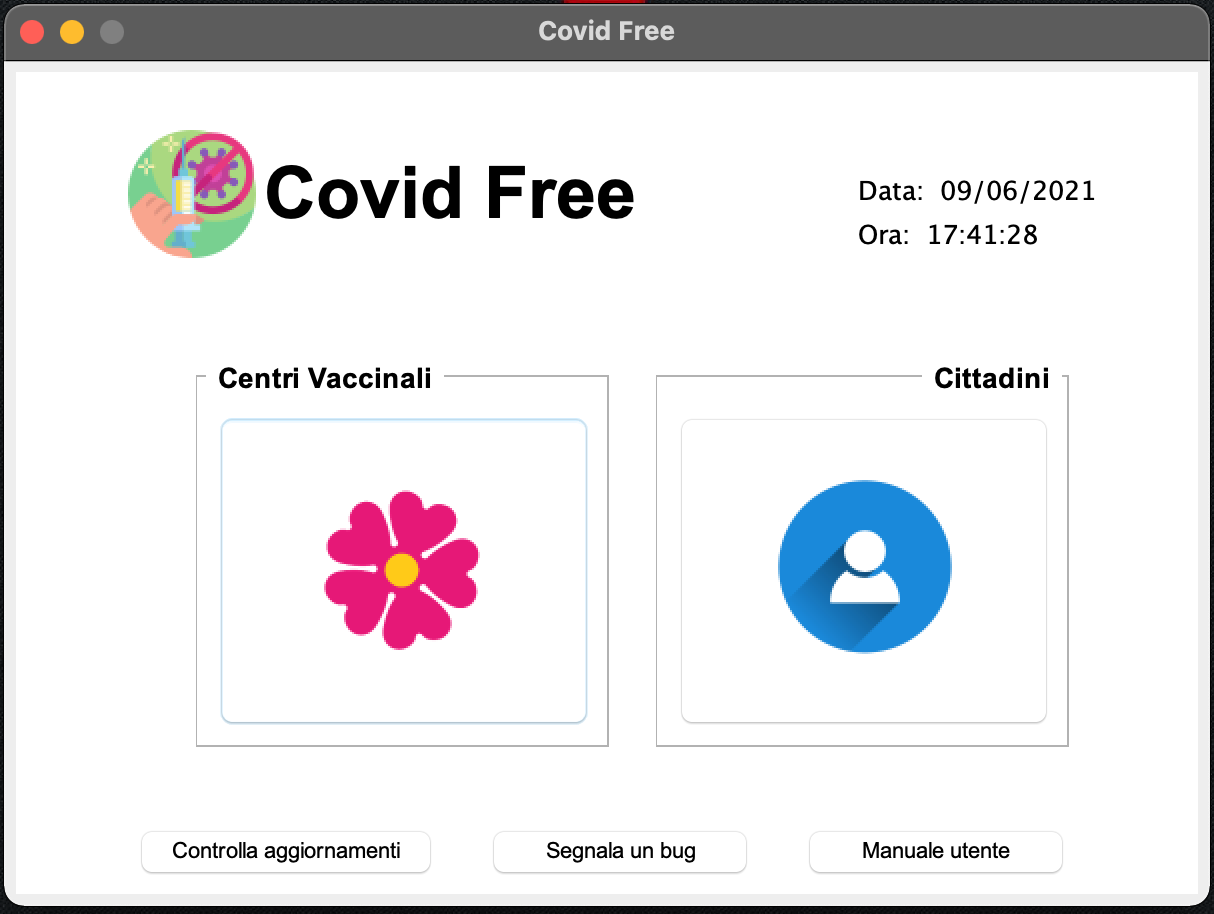 Covid Free
Covid Free
Data: 09/06/2021
Ora: 17:41:28
Centri Vaccinali
Cittadini
Controlla aggiornamenti
Segnala un bug
Manuale utente